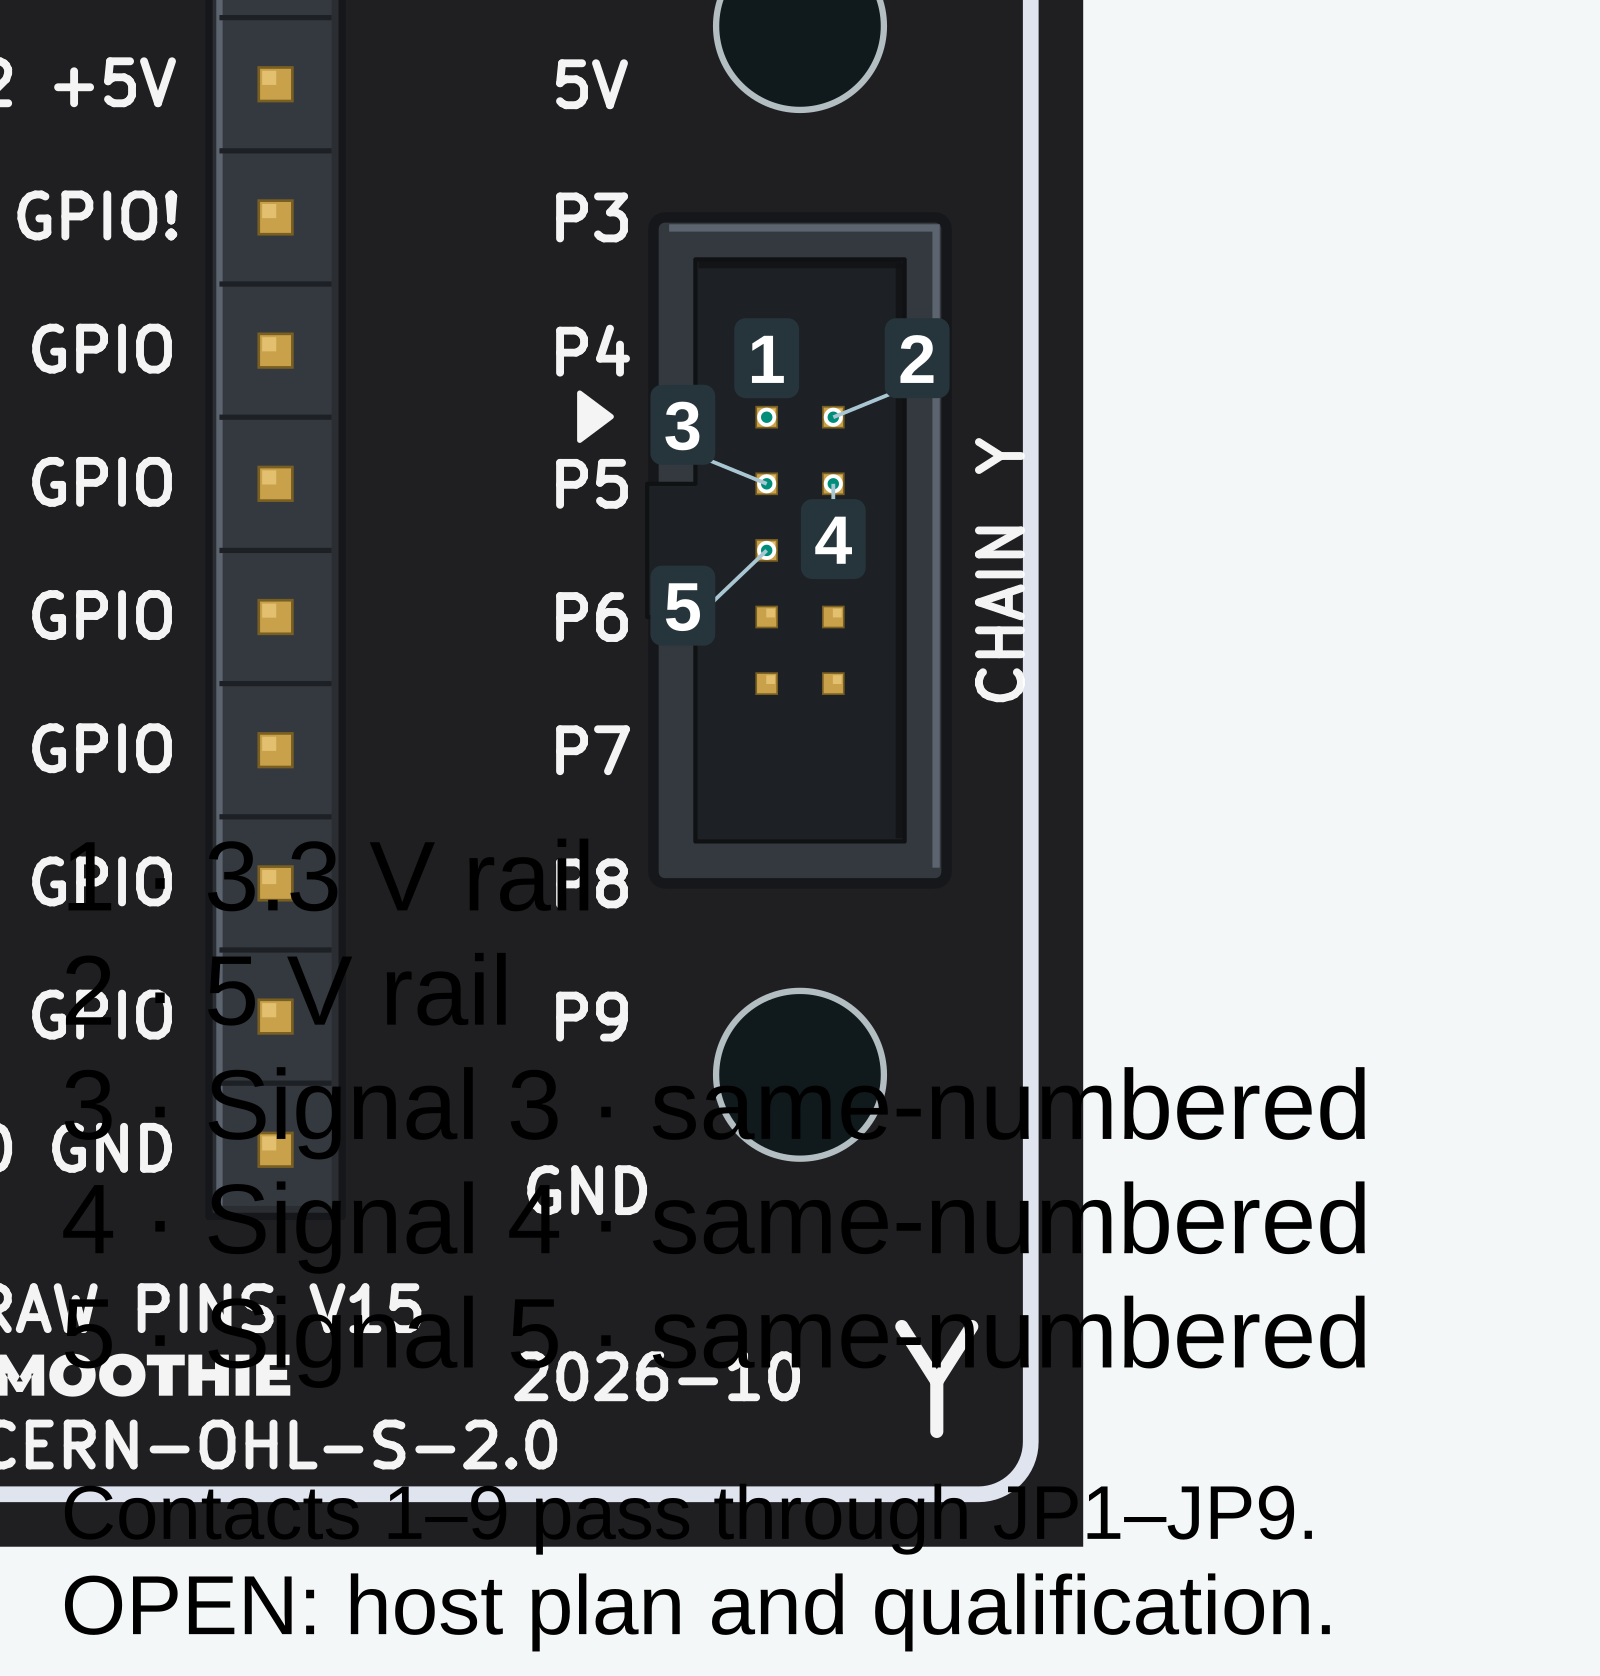 2 +5V
5V
GPIO!
P3
GPIO
P4
1
2
3
GPIO
P5
4
5
GPIO
P6
CHAIN Y
GPIO
P7
GPIO
P8
1 · 3.3 V rail
2 · 5 V rail
GPIO
P9
3 · Signal 3 · same-numbered
0 GND
GND
4 · Signal 4 · same-numbered
RAW PINS V15
5 · Signal 5 · same-numbered
MOOTHIE
2026-10
Y
CERN-OHL-S-2.0
Contacts 1–9 pass through JP1–JP9.
OPEN: host plan and qualification.